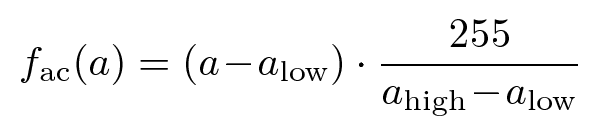 f_ac(a) = (a − a_low) · 255 / (a_high − a_low)